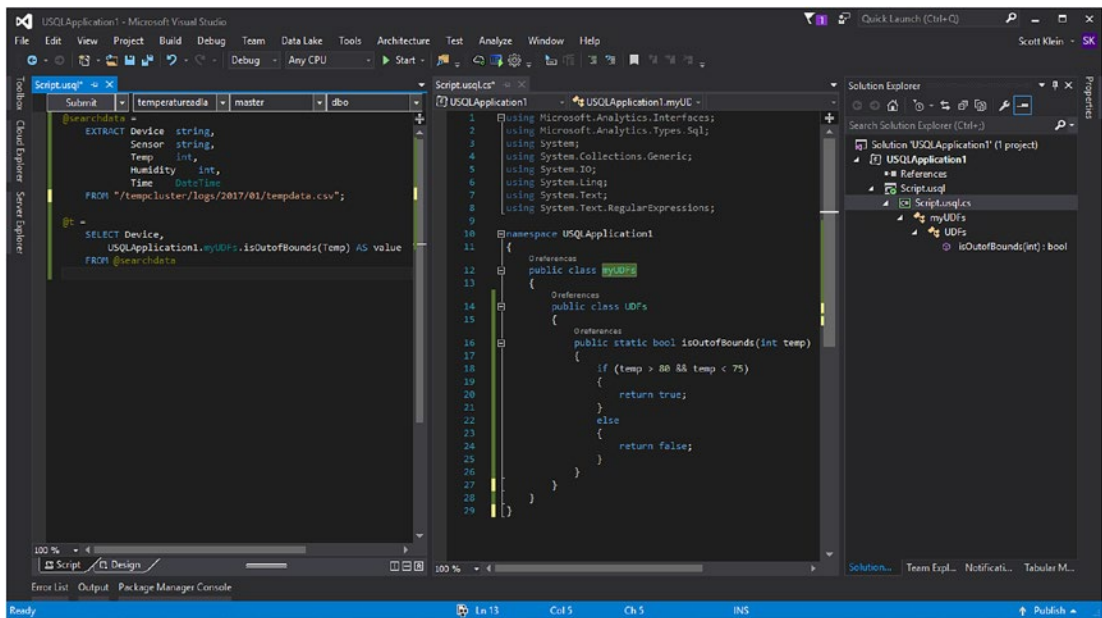 USQLApplication1 - Microsoft Visual Studio
1
Quick Launch (Ctrl+Q)
File Edit View Project Build Debug Team Data Lake Tools Architecture Test Analyze Window Help
Scott Klein
SK
Debug Any CPU Start
Toolbox
Cloud Explorer
Server Explorer
Script.usql*
Submit temperatureadla master dbo
@searchdata =
EXTRACT Device string,
Sensor string,
Temp int,
Humidity int,
Time DateTime
FROM "/tempcluster/logs/2017/01/tempdata.csv";
@t =
SELECT Device,
USQLApplication1.myUDFs.isOutofBounds(Temp) AS value
FROM @searchdata
100 %
Script Design
Script.usql.cs*
USQLApplication1 USQLApplication1.myUD
1 using Microsoft.Analytics.Interfaces;
2 using Microsoft.Analytics.Types.Sql;
3 using System;
4 using System.Collections.Generic;
5 using System.IO;
6 using System.Linq;
7 using System.Text;
8 using System.Text.RegularExpressions;
9
10 namespace USQLApplication1
11 {
0 references
12 public class myUDFs
13 {
0 references
14 public class UDFs
15 {
0 references
16 public static bool isOutofBounds(int temp)
17 {
18 if (temp > 80 && temp < 75)
19 {
20 return true;
21 }
22 else
23 {
24 return false;
25 }
26 }
27 }
28 }
29 }
100 %
Solution Explorer
Search Solution Explorer (Ctrl+;)
Solution 'USQLApplication1' (1 project)
USQLApplication1
References
Script.usql
Script.usql.cs
myUDFs
UDFs
isOutofBounds(int) : bool
Solution... Team Expl... Notificati... Tabular M...
Properties
Error List Output Package Manager Console
Ready Ln 13 Col 5 Ch 5 INS Publish